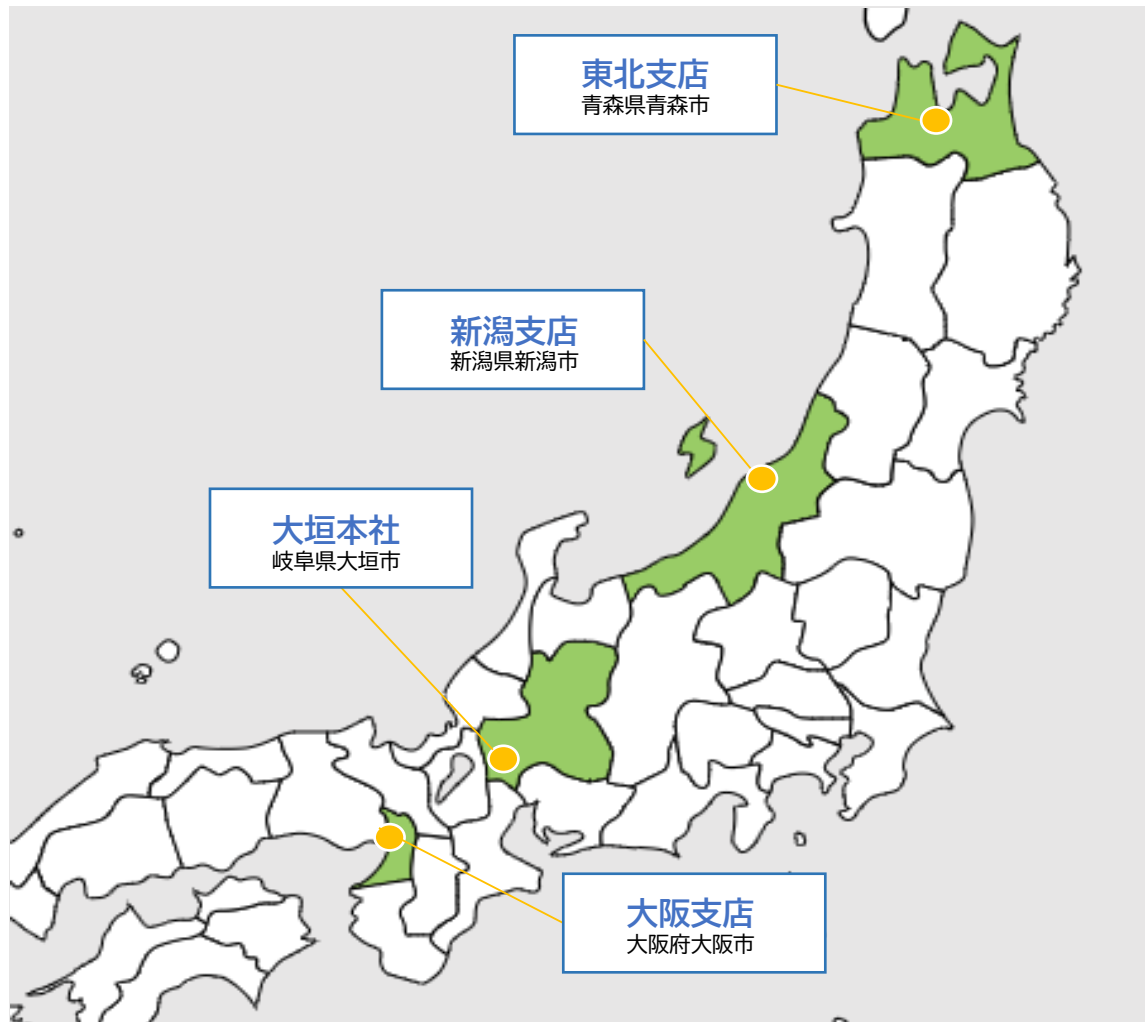 東北支店
青森県青森市
新潟支店
新潟県新潟市
大垣本社
岐阜県大垣市
大阪支店
大阪府大阪市